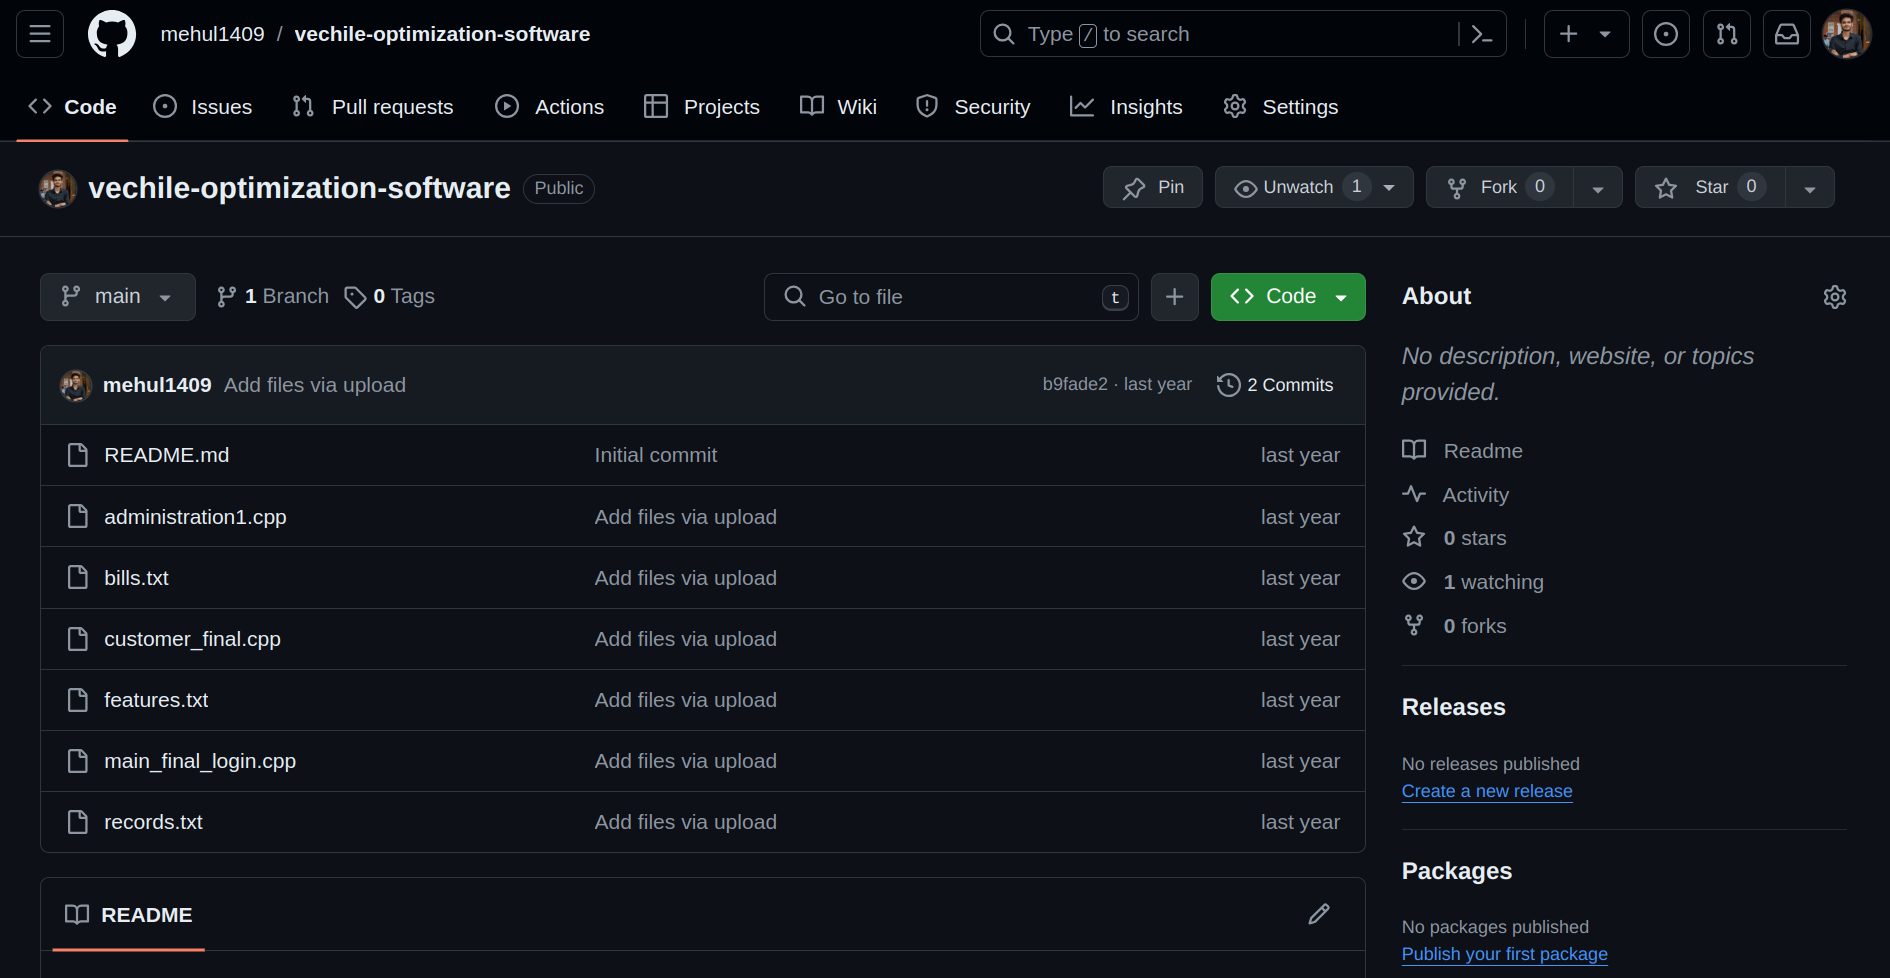 mehul1409 / vechile-optimization-software
Type / to search
Code Issues Pull requests Actions Projects Wiki Security Insights Settings
vechile-optimization-software Public
Pin Unwatch 1 Fork 0 Star 0
main 1 Branch 0 Tags Go to file t Code
mehul1409 Add files via upload b9fade2 · last year 2 Commits
README.md Initial commit last year
administration1.cpp Add files via upload last year
bills.txt Add files via upload last year
customer_final.cpp Add files via upload last year
features.txt Add files via upload last year
main_final_login.cpp Add files via upload last year
records.txt Add files via upload last year
README
About
No description, website, or topics
provided.
Readme
Activity
0 stars
1 watching
0 forks
Releases
No releases published
Create a new release
Packages
No packages published
Publish your first package